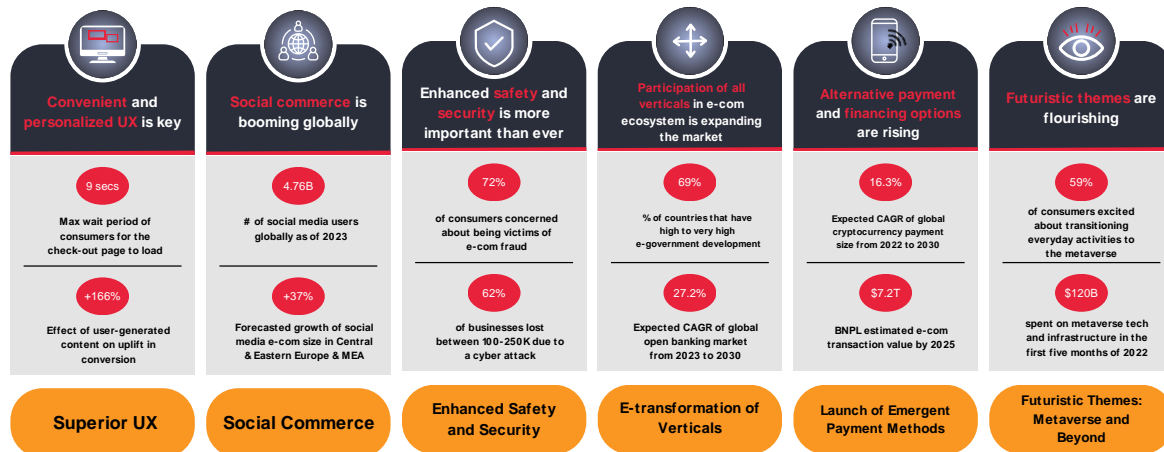 Convenient and
personalized UX is key
9 secs
Max wait period of
consumers for the
check-out page to load
+166%
Effect of user-generated
content on uplift in
conversion
Superior UX
Social commerce is
booming globally
4.76B
# of social media users
globally as of 2023
+37%
Forecasted growth of social
media e-com size in Central
& Eastern Europe & MEA
Social Commerce
Enhanced safety and
security is more
important than ever
72%
of consumers concerned
about being victims of
e-com fraud
62%
of businesses lost
between 100-250K due to
a cyber attack
Enhanced Safety
and Security
Participation of all
verticals in e-com
ecosystem is expanding
the market
69%
% of countries that have
high to very high
e-government development
27.2%
Expected CAGR of global
open banking market
from 2023 to 2030
E-transformation of
Verticals
Alternative payment
and financing options
are rising
16.3%
Expected CAGR of global
cryptocurrency payment
size from 2022 to 2030
$7.2T
BNPL estimated e-com
transaction value by 2025
Launch of Emergent
Payment Methods
Futuristic themes are
flourishing
59%
of consumers excited
about transitioning
everyday activities to
the metaverse
$120B
spent on metaverse tech
and infrastructure in the
first five months of 2022
Futuristic Themes:
Metaverse and
Beyond